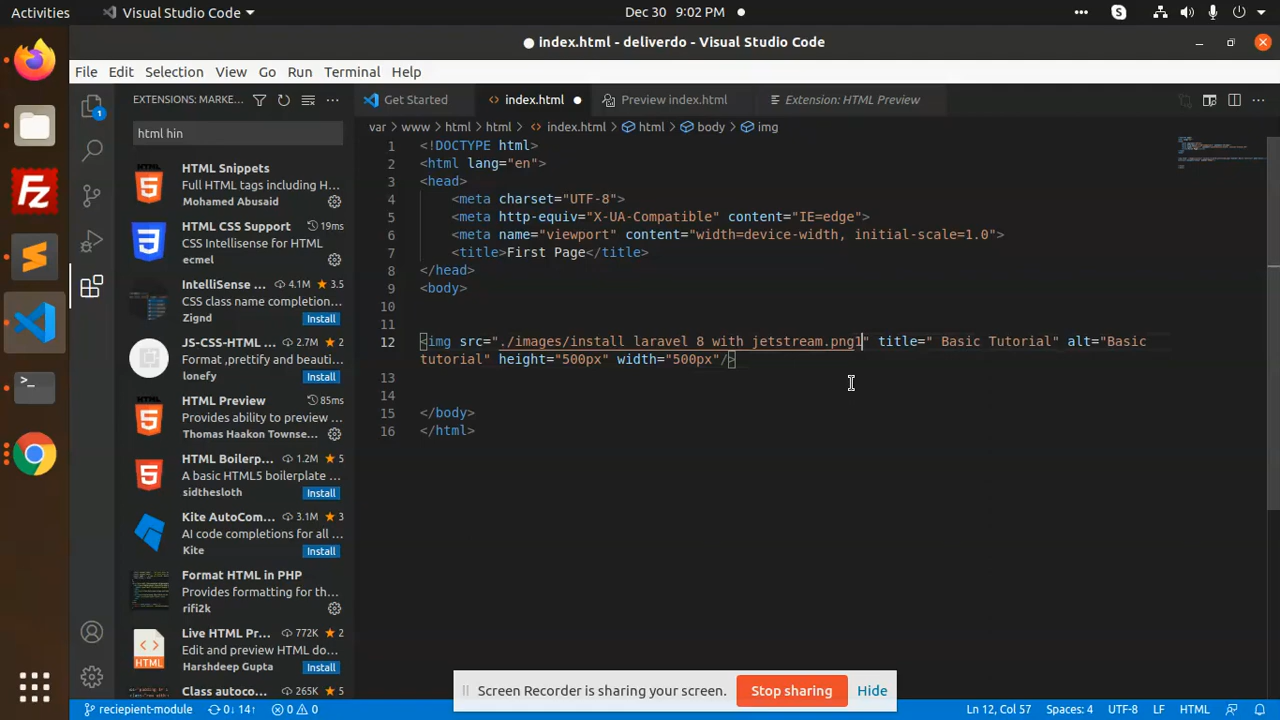 Activities Visual Studio Code Dec 30 9:02 PM
index.html - deliverdo - Visual Studio Code
File Edit Selection View Go Run Terminal Help
EXTENSIONS: MARKE... Get Started index.html Preview index.html Extension: HTML Preview
html hin
var www html html index.html html body img
HTML Snippets
Full HTML tags including H...
Mohamed Abusaid
HTML CSS Support 19ms
CSS Intellisense for HTML
ecmel
IntelliSense ... 4.1M 3.5
CSS class name completion...
Zignd Install
JS-CSS-HTML... 2.7M 2
Format ,prettify and beauti...
lonefy Install
HTML Preview 85ms
Provides ability to preview ...
Thomas Haakon Townse...
HTML Boilerp... 1.2M 5
A basic HTML5 boilerplate ...
sidthesloth Install
Kite AutoCom... 3.1M 3
AI code completions for all ...
Kite Install
Format HTML in PHP
Provides formatting for th...
rifi2k
Live HTML Pr... 772K 2
Edit and preview HTML do...
Harshdeep Gupta Install
Class autoco... 265K 5
1 <!DOCTYPE html>
2 <html lang="en">
3 <head>
4 <meta charset="UTF-8">
5 <meta http-equiv="X-UA-Compatible" content="IE=edge">
6 <meta name="viewport" content="width=device-width, initial-scale=1.0">
7 <title>First Page</title>
8 </head>
9 <body>
10
11
12 <img src="./images/install laravel 8 with jetstream.png1" title=" Basic Tutorial" alt="Basic
tutorial" height="500px" width="500px"/>
13
14
15 </body>
16 </html>
Screen Recorder is sharing your screen. Stop sharing Hide
reciepient-module 0↓ 14↑ 0 0 Ln 12, Col 57 Spaces: 4 UTF-8 LF HTML